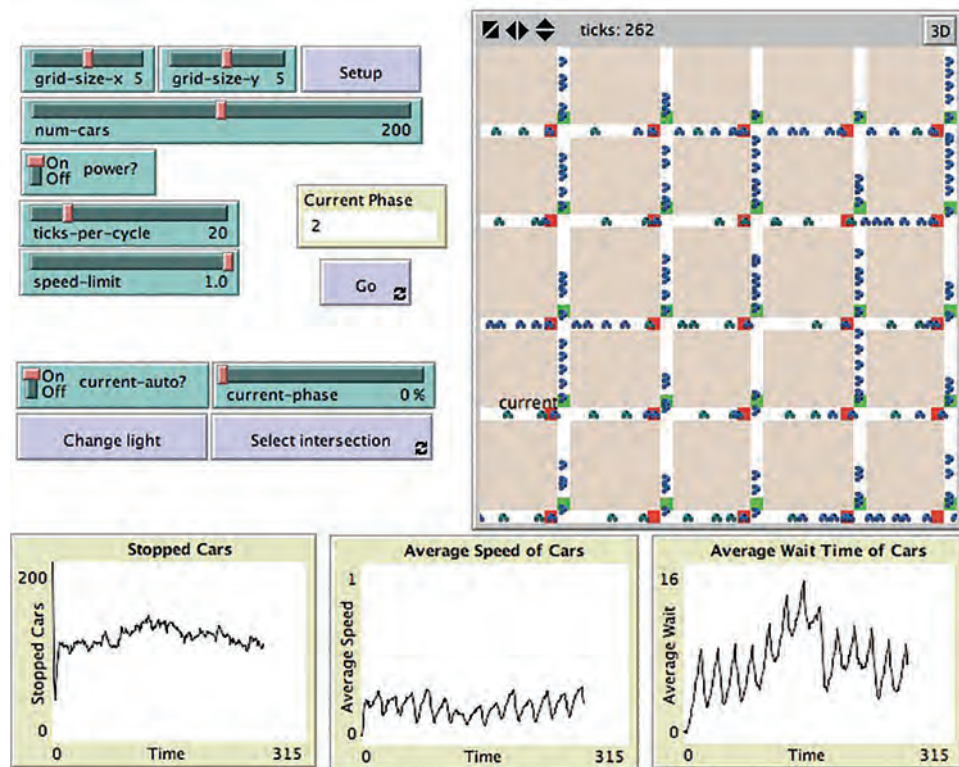 ticks: 262
3D
grid-size-x 5
grid-size-y 5
Setup
num-cars 200
On
Off
power?
Current Phase
2
ticks-per-cycle 20
speed-limit 1.0
Go
On
Off
current-auto?
current-phase 0 %
current
Change light
Select intersection
Stopped Cars
200
Stopped Cars
0
0
Time
315
Average Speed of Cars
1
Average Speed
0
0
Time
315
Average Wait Time of Cars
16
Average Wait
0
0
Time
315